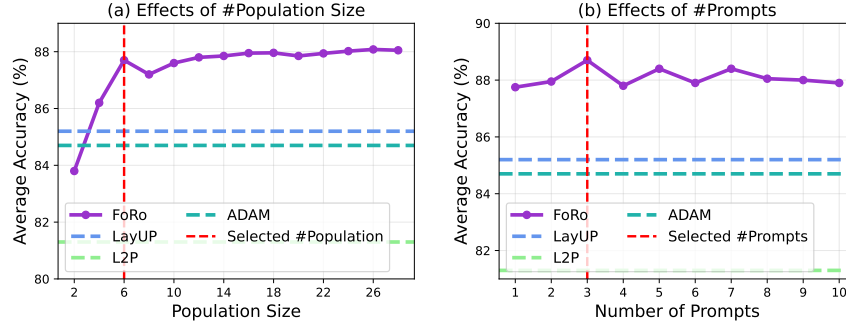 (a) Effects of #Population Size
Average Accuracy (%)
88
86
84
82
80
2 6 10 14 18 22 26
Population Size
FoRo
LayUP
L2P
ADAM
Selected #Population
(b) Effects of #Prompts
Average Accuracy (%)
90
88
86
84
82
1 2 3 4 5 6 7 8 9 10
Number of Prompts
FoRo
LayUP
L2P
ADAM
Selected #Prompts